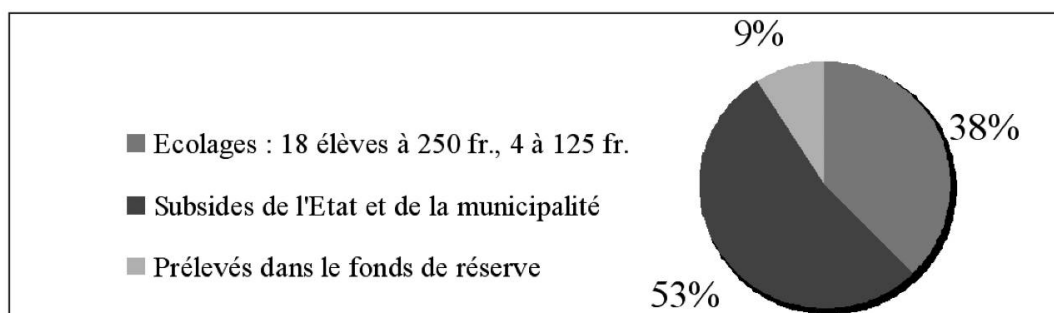 9%
38%
Ecolages : 18 élèves à 250 fr., 4 à 125 fr.
Subsides de l'Etat et de la municipalité
Prélevés dans le fonds de réserve
53%